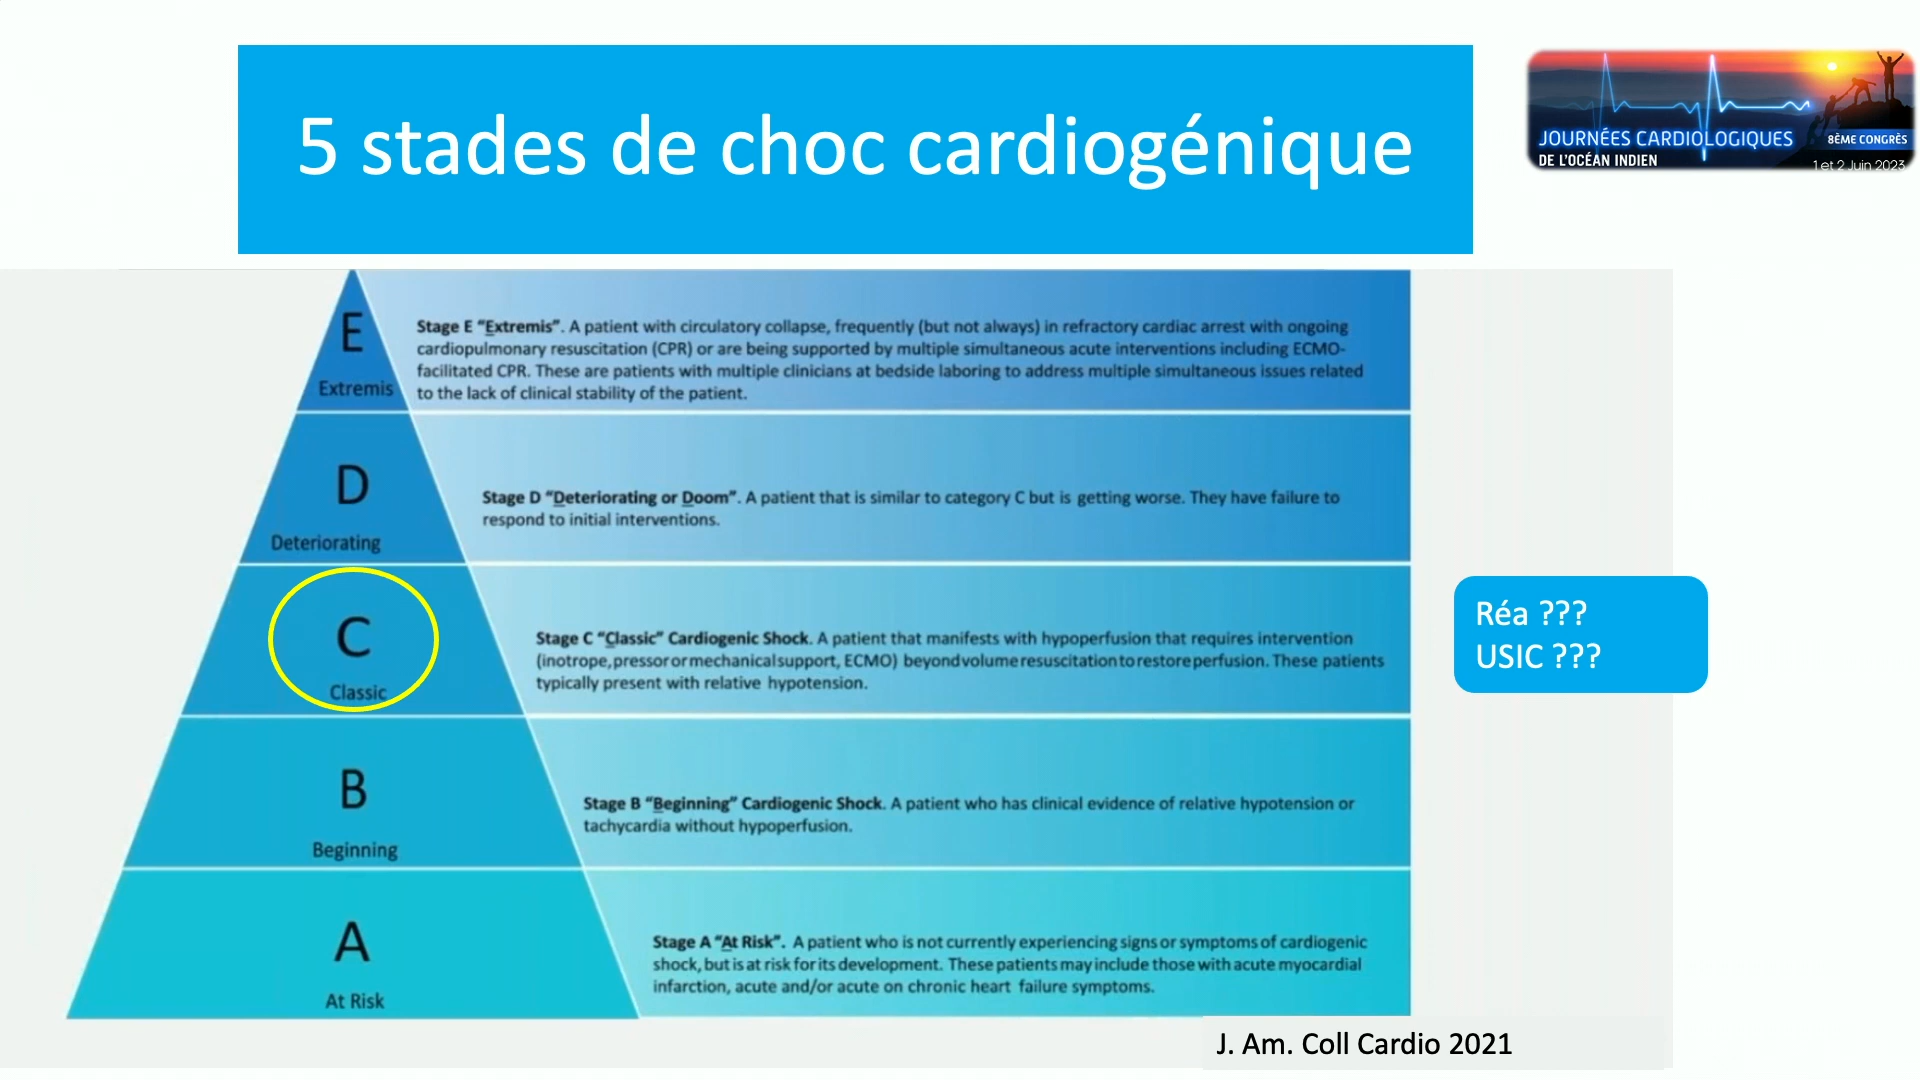 5 stades de choc cardiogénique
JOURNÉES CARDIOLOGIQUES
DE L'OCÉAN INDIEN
8ÈME CONGRÈS
1 et 2 Juin 2023
E
Extremis
Stage E “Extremis”. A patient with circulatory collapse, frequently (but not always) in refractory cardiac arrest with ongoing
cardiopulmonary resuscitation (CPR) or are being supported by multiple simultaneous acute interventions including ECMO-
facilitated CPR. These are patients with multiple clinicians at bedside laboring to address multiple simultaneous issues related
to the lack of clinical stability of the patient.
D
Deteriorating
Stage D “Deteriorating or Doom”. A patient that is similar to category C but is getting worse. They have failure to
respond to initial interventions.
C
Classic
Stage C “Classic” Cardiogenic Shock. A patient that manifests with hypoperfusion that requires intervention
(inotrope, pressor or mechanical support, ECMO) beyond volume resuscitation to restore perfusion. These patients
typically present with relative hypotension.
Réa ???
USIC ???
B
Beginning
Stage B “Beginning” Cardiogenic Shock. A patient who has clinical evidence of relative hypotension or
tachycardia without hypoperfusion.
A
At Risk
Stage A “At Risk”. A patient who is not currently experiencing signs or symptoms of cardiogenic
shock, but is at risk for its development. These patients may include those with acute myocardial
infarction, acute and/or acute on chronic heart failure symptoms.
J. Am. Coll Cardio 2021